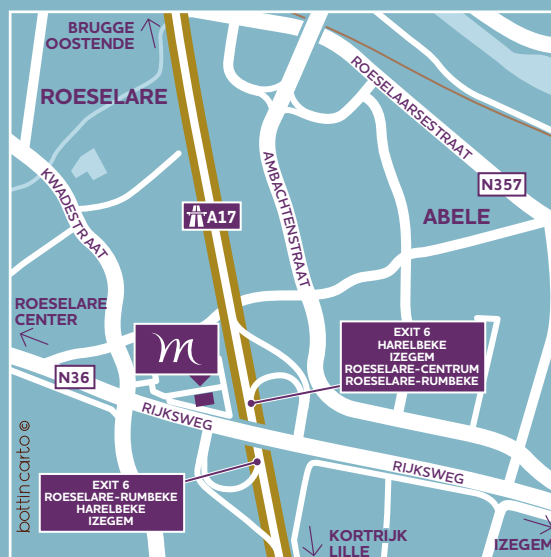 BRUGGE
OOSTENDE
ROESELARE
ROESELAARSESTRAAT
N357
ABELE
KWADESTRAAT
A17
AMBACHTENSTRAAT
ROESELARE
CENTER
m
EXIT 6
HARELBEKE
IZEGEM
ROESELARE-CENTRUM
ROESELARE-RUMBEKE
N36
RIJKSWEG
RIJKSWEG
EXIT 6
ROESELARE-RUMBEKE
HARELBEKE
IZEGEM
KORTRIJK
LILLE
IZEGEM
bottin carto ©